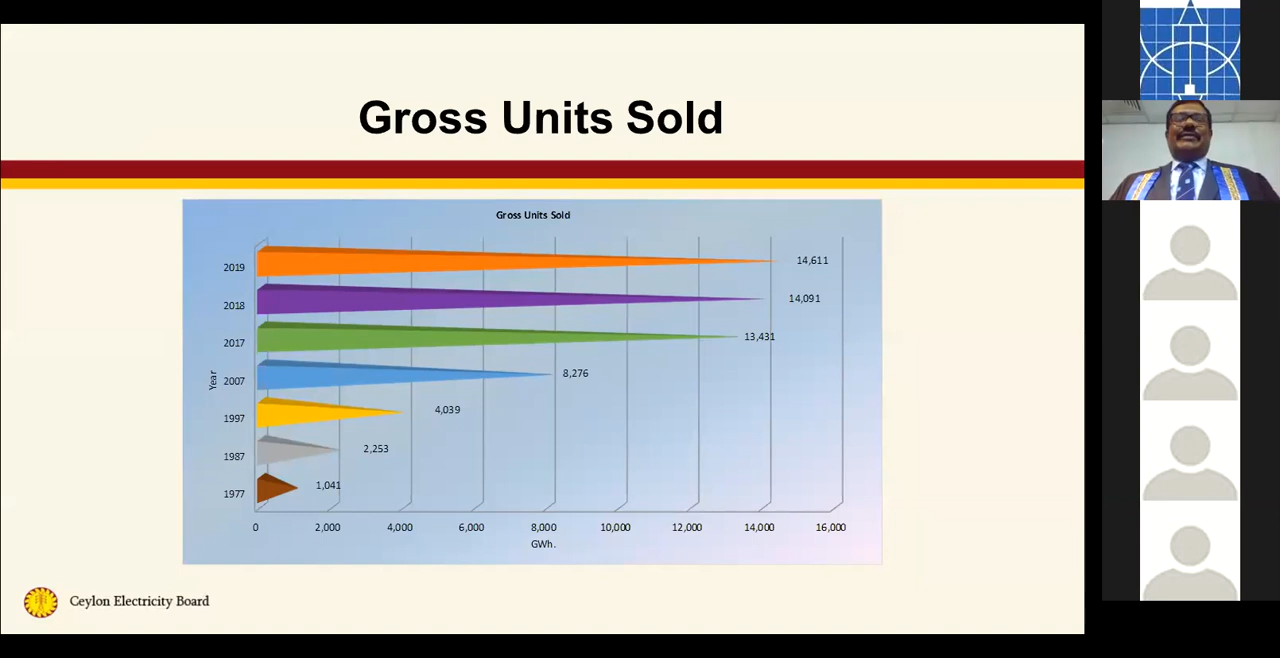 Gross Units Sold
Gross Units Sold
2019
14,611
2018
14,091
2017
13,431
2007
8,276
1997
4,039
1987
2,253
1977
1,041
Year
0 2,000 4,000 6,000 8,000 10,000 12,000 14,000 16,000
GWh.
Ceylon Electricity Board